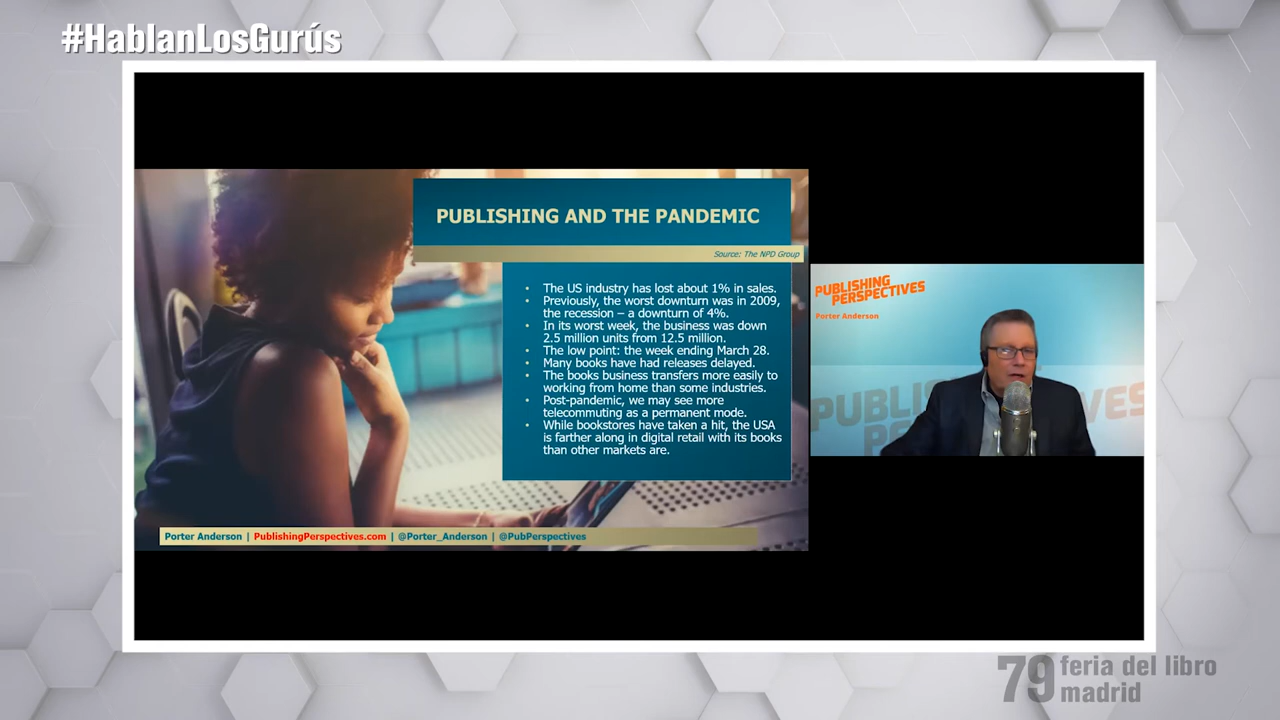 #HablanLosGurús
PUBLISHING AND THE PANDEMIC
Source: The NPD Group
• The US industry has lost about 1% in sales.
• Previously, the worst downturn was in 2009,
the recession – a downturn of 4%.
• In its worst week, the business was down
2.5 million units from 12.5 million.
• The low point: the week ending March 28.
• Many books have had releases delayed.
• The books business transfers more easily to
working from home than some industries.
• Post-pandemic, we may see more
telecommuting as a permanent mode.
• While bookstores have taken a hit, the USA
is farther along in digital retail with its books
than other markets are.
Porter Anderson | PublishingPerspectives.com | @Porter_Anderson | @PubPerspectives
PUBLISHING
PERSPECTIVES
Porter Anderson
79 feria del libro
madrid